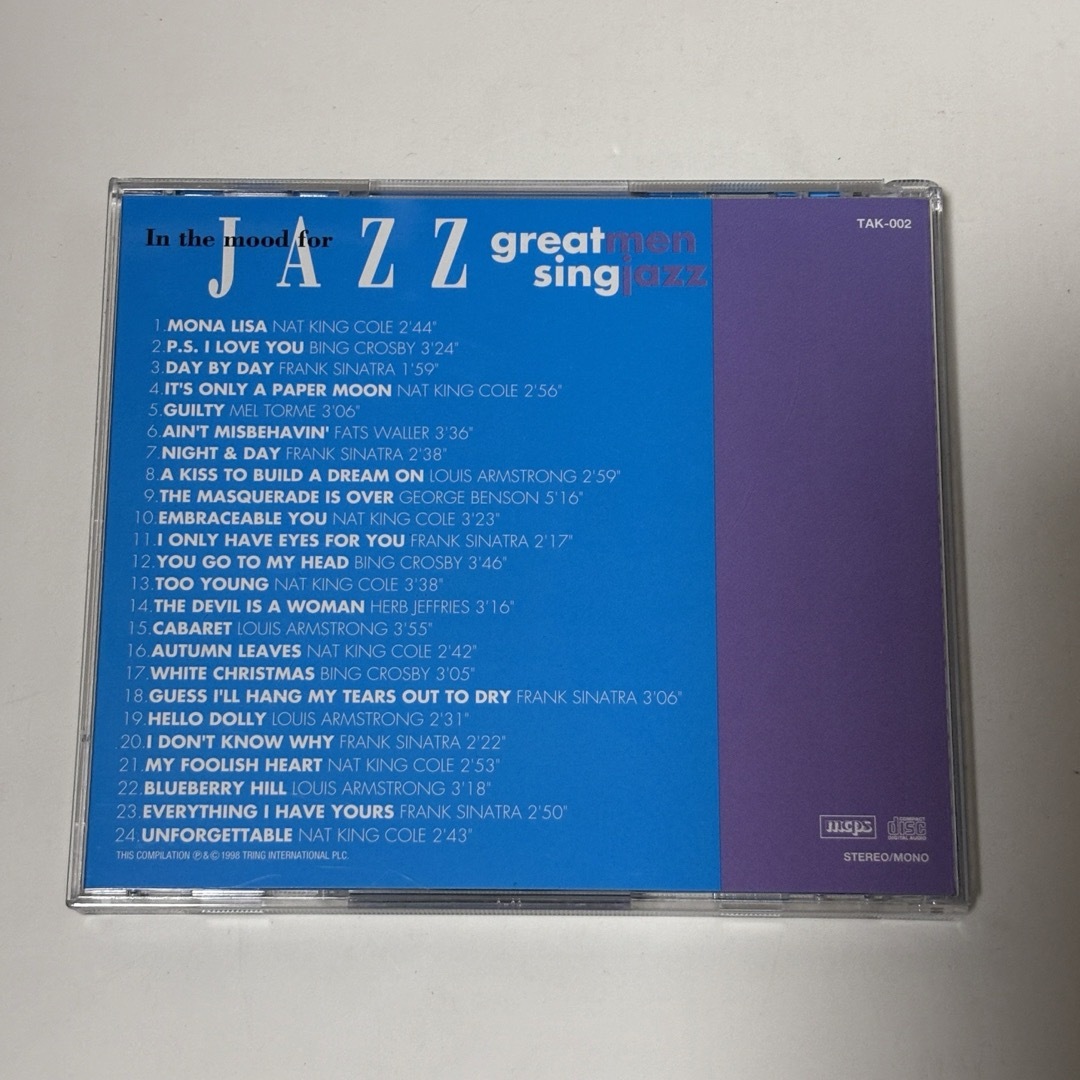 In the mood for
JAZZ
greatmen
singjazz
TAK-002
1.MONA LISA NAT KING COLE 2'44"
2.P.S. I LOVE YOU BING CROSBY 3'24"
3.DAY BY DAY FRANK SINATRA 1'59"
4.IT'S ONLY A PAPER MOON NAT KING COLE 2'56"
5.GUILTY MEL TORME 3'06"
6.AIN'T MISBEHAVIN' FATS WALLER 3'36"
7.NIGHT & DAY FRANK SINATRA 2'38"
8.A KISS TO BUILD A DREAM ON LOUIS ARMSTRONG 2'59"
9.THE MASQUERADE IS OVER GEORGE BENSON 5'16"
10.EMBRACEABLE YOU NAT KING COLE 3'23"
11.I ONLY HAVE EYES FOR YOU FRANK SINATRA 2'17"
12.YOU GO TO MY HEAD BING CROSBY 3'46"
13.TOO YOUNG NAT KING COLE 3'38"
14.THE DEVIL IS A WOMAN HERB JEFFRIES 3'16"
15.CABARET LOUIS ARMSTRONG 3'55"
16.AUTUMN LEAVES NAT KING COLE 2'42"
17.WHITE CHRISTMAS BING CROSBY 3'05"
18.GUESS I'LL HANG MY TEARS OUT TO DRY FRANK SINATRA 3'06"
19.HELLO DOLLY LOUIS ARMSTRONG 2'31"
20.I DON'T KNOW WHY FRANK SINATRA 2'22"
21.MY FOOLISH HEART NAT KING COLE 2'53"
22.BLUEBERRY HILL LOUIS ARMSTRONG 3'18"
23.EVERYTHING I HAVE YOURS FRANK SINATRA 2'50"
24.UNFORGETTABLE NAT KING COLE 2'43"
THIS COMPILATION ℗&© 1998 TRING INTERNATIONAL PLC.
mcps
COMPACT
disc
DIGITAL AUDIO
STEREO/MONO